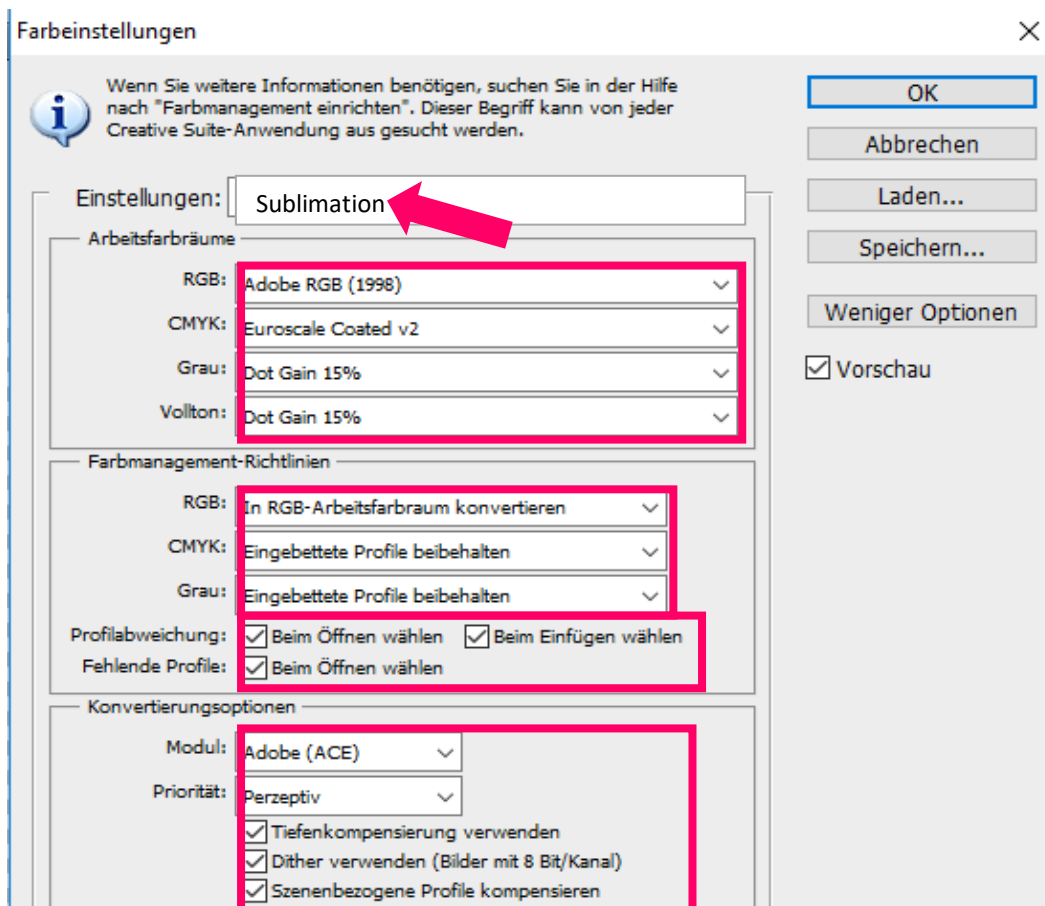 Farbeinstellungen
Wenn Sie weitere Informationen benötigen, suchen Sie in der Hilfe
nach "Farbmanagement einrichten". Dieser Begriff kann von jeder
Creative Suite-Anwendung aus gesucht werden.
OK
Abbrechen
Laden...
Speichern...
Weniger Optionen
Vorschau
Einstellungen: Sublimation
Arbeitsfarbräume
RGB: Adobe RGB (1998)
CMYK: Euroscale Coated v2
Grau: Dot Gain 15%
Vollton: Dot Gain 15%
Farbmanagement-Richtlinien
RGB: In RGB-Arbeitsfarbraum konvertieren
CMYK: Eingebettete Profile beibehalten
Grau: Eingebettete Profile beibehalten
Profilabweichung: Beim Öffnen wählen Beim Einfügen wählen
Fehlende Profile: Beim Öffnen wählen
Konvertierungsoptionen
Modul: Adobe (ACE)
Priorität: Perzeptiv
Tiefenkompensierung verwenden
Dither verwenden (Bilder mit 8 Bit/Kanal)
Szenenbezogene Profile kompensieren